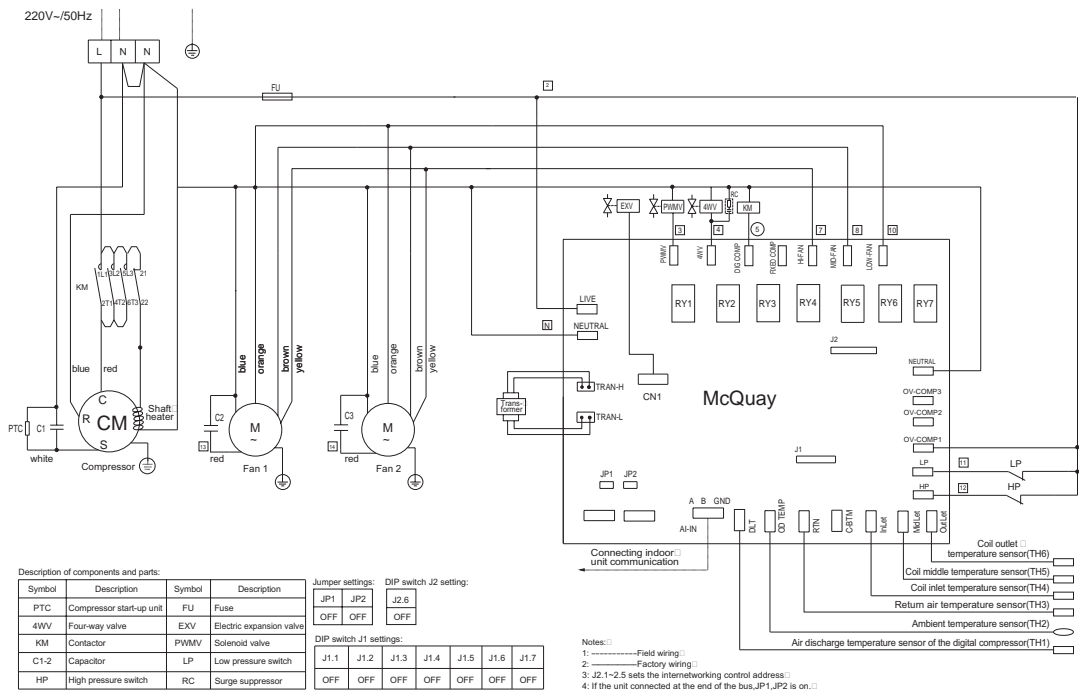 220V~/50Hz
L N N
FU
2
RC
EXV PWMV 4WV KM
3 4 5 7 8 10
PWMV 4WV DIG COMP FIXED COMP HI-FAN MID-FAN LOW-FAN
1L1 3L2 5L3 21
KM
2T1 4T2 6T3 22
LIVE
N NEUTRAL
RY1 RY2 RY3 RY4 RY5 RY6 RY7
J2
NEUTRAL
blue red
blue orange brown yellow
blue orange brown yellow
TRAN-H
Trans-
former
TRAN-L
CN1
McQuay
OV-COMP3
OV-COMP2
OV-COMP1
C
R CM
S
Shaft
heater
PTC C1
white
Compressor
C2
13
red
M
~
Fan 1
C3
14
red
M
~
Fan 2
J1
LP 11 LP
HP 12 HP
JP1 JP2
A B GND
AI-IN
DLT OD TEMP RTN C-BTM InLet MidLet OutLet
Connecting indoor
unit communication
Coil outlet
temperature sensor(TH6)
Coil middle temperature sensor(TH5)
Coil inlet temperature sensor(TH4)
Return air temperature sensor(TH3)
Ambient temperature sensor(TH2)
Air discharge temperature sensor of the digital compressor(TH1)
Description of components and parts:
Symbol Description Symbol Description
PTC Compressor start-up unit FU Fuse
4WV Four-way valve EXV Electric expansion valve
KM Contactor PWMV Solenoid valve
C1-2 Capacitor LP Low pressure switch
HP High pressure switch RC Surge suppressor
Jumper settings:
JP1 JP2
OFF OFF
DIP switch J2 setting:
J2.6
OFF
DIP switch J1 settings:
J1.1 J1.2 J1.3 J1.4 J1.5 J1.6 J1.7
OFF OFF OFF OFF OFF OFF OFF
Notes:
1: -----------Field wiring
2: ————Factory wiring
3: J2.1~2.5 sets the internetworking control address
4: If the unit connected at the end of the bus,JP1,JP2 is on.